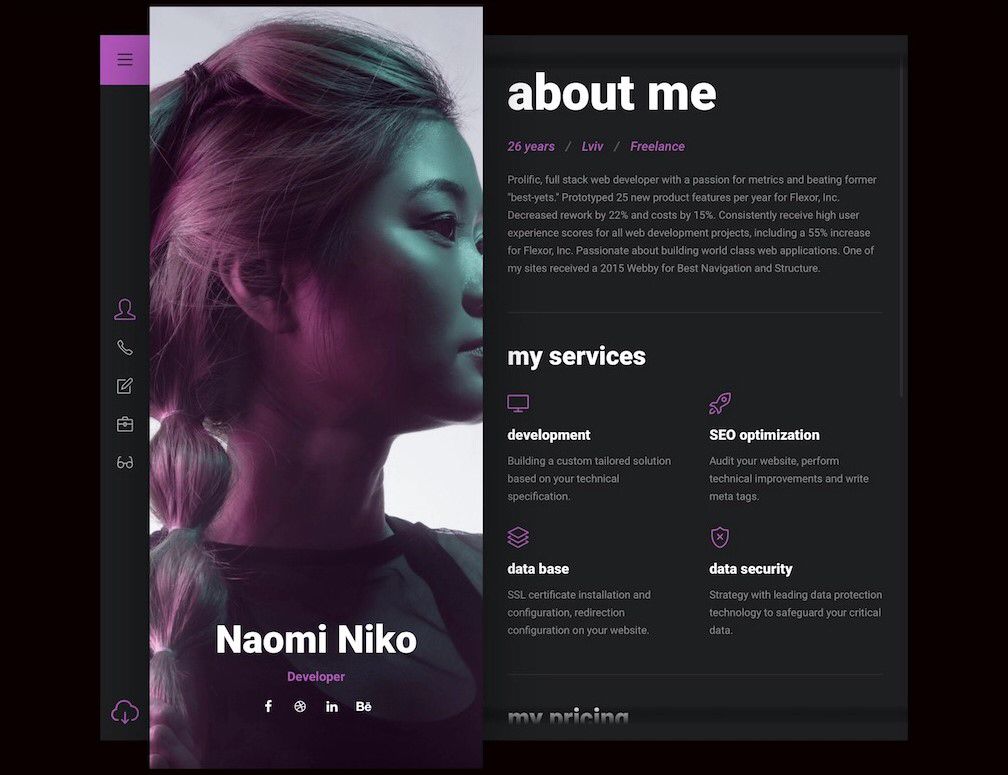 about me
26 years / Lviv / Freelance
Prolific, full stack web developer with a passion for metrics and beating former
"best-yets." Prototyped 25 new product features per year for Flexor, Inc.
Decreased rework by 22% and costs by 15%. Consistently receive high user
experience scores for all web development projects, including a 55% increase
for Flexor, Inc. Passionate about building world class web applications. One of
my sites received a 2015 Webby for Best Navigation and Structure.
my services
development
Building a custom tailored solution
based on your technical
specification.
SEO optimization
Audit your website, perform
technical improvements and write
meta tags.
data base
SSL certificate installation and
configuration, redirection
configuration on your website.
data security
Strategy with leading data protection
technology to safeguard your critical
data.
my pricing
Naomi Niko
Developer
f in Bē